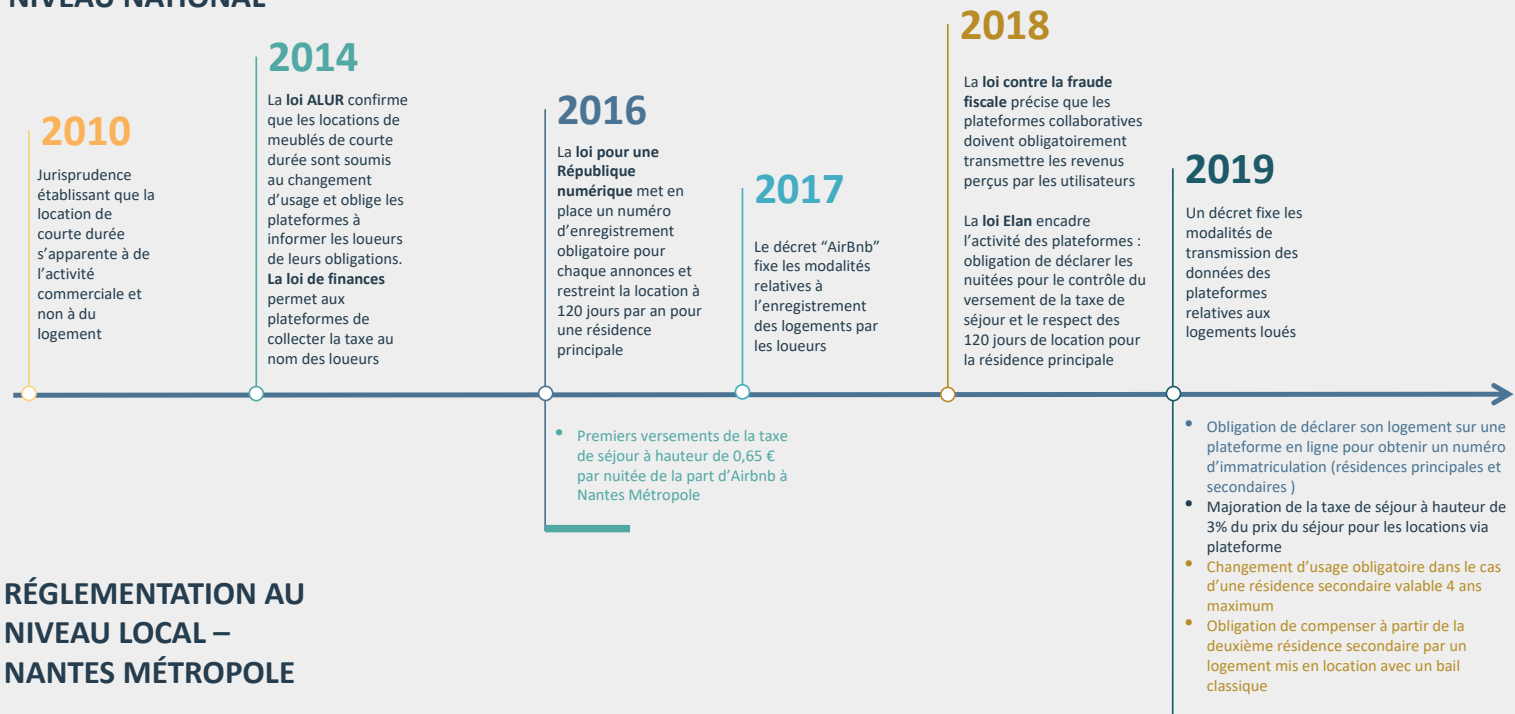 NIVEAU NATIONAL
2010
Jurisprudence
établissant que la
location de
courte durée
s'apparente à de
l'activité
commerciale et
non à du
logement
2014
La loi ALUR confirme
que les locations de
meublés de courte
durée sont soumis
au changement
d'usage et oblige les
plateformes à
informer les loueurs
de leurs obligations.
La loi de finances
permet aux
plateformes de
collecter la taxe au
nom des loueurs
2016
La loi pour une
République
numérique met en
place un numéro
d'enregistrement
obligatoire pour
chaque annonces et
restreint la location à
120 jours par an pour
une résidence
principale
2017
Le décret "AirBnb"
fixe les modalités
relatives à
l'enregistrement
des logements par
les loueurs
2018
La loi contre la fraude
fiscale précise que les
plateformes collaboratives
doivent obligatoirement
transmettre les revenus
perçus par les utilisateurs
La loi Elan encadre
l'activité des plateformes :
obligation de déclarer les
nuitées pour le contrôle du
versement de la taxe de
séjour et le respect des
120 jours de location pour
la résidence principale
2019
Un décret fixe les
modalités de
transmission des
données des
plateformes
relatives aux
logements loués
• Premiers versements de la taxe
de séjour à hauteur de 0,65 €
par nuitée de la part d'Airbnb à
Nantes Métropole
• Obligation de déclarer son logement sur une
plateforme en ligne pour obtenir un numéro
d'immatriculation (résidences principales et
secondaires )
• Majoration de la taxe de séjour à hauteur de
3% du prix du séjour pour les locations via
plateforme
• Changement d'usage obligatoire dans le cas
d'une résidence secondaire valable 4 ans
maximum
• Obligation de compenser à partir de la
deuxième résidence secondaire par un
logement mis en location avec un bail
classique
RÉGLEMENTATION AU
NIVEAU LOCAL –
NANTES MÉTROPOLE